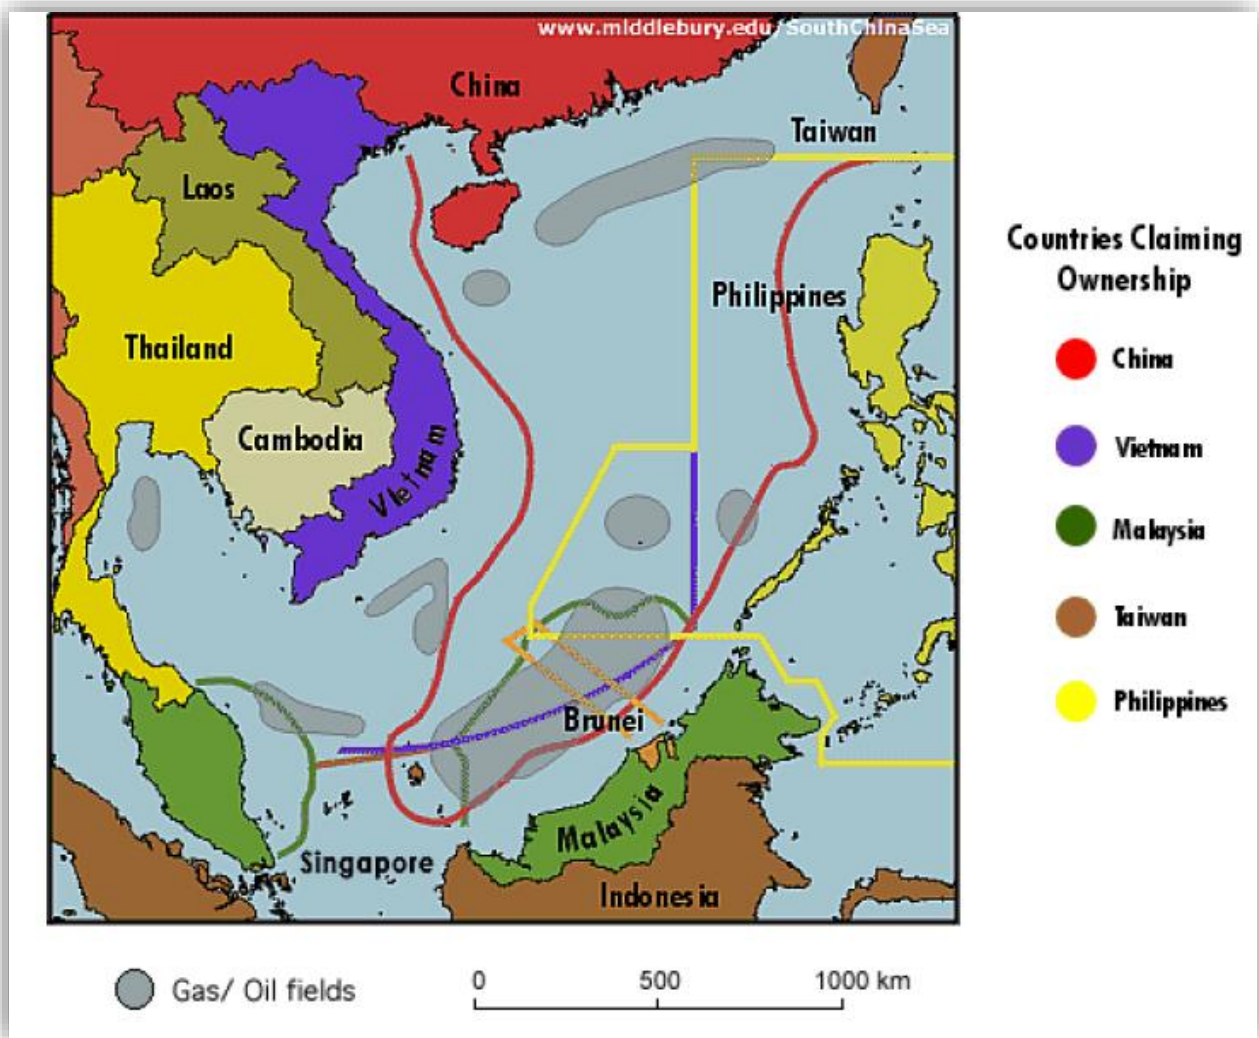 www.middlebury.edu/SouthChinaSea
China
Taiwan
Laos
Countries Claiming
Ownership
Philippines
Thailand
China
Cambodia
Vietnam
Vietnam
Malaysia
Taiwan
Philippines
Brunei
Malaysia
Singapore
Indonesia
Gas/ Oil fields
0 500 1000 km